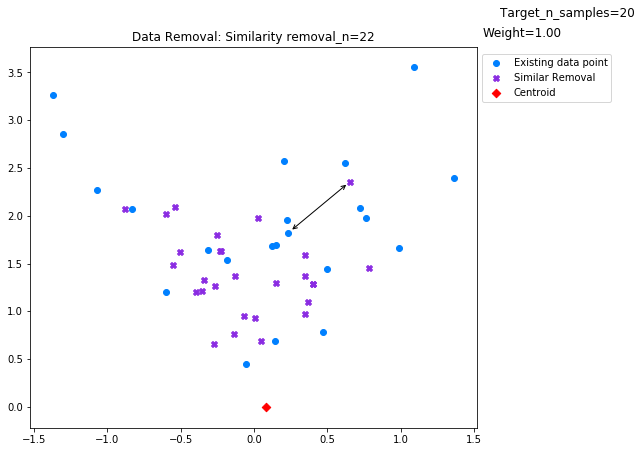 Target_n_samples=20
Weight=1.00
Data Removal: Similarity removal_n=22
Existing data point
Similar Removal
Centroid
3.5
3.0
2.5
2.0
1.5
1.0
0.5
0.0
−1.5 −1.0 −0.5 0.0 0.5 1.0 1.5